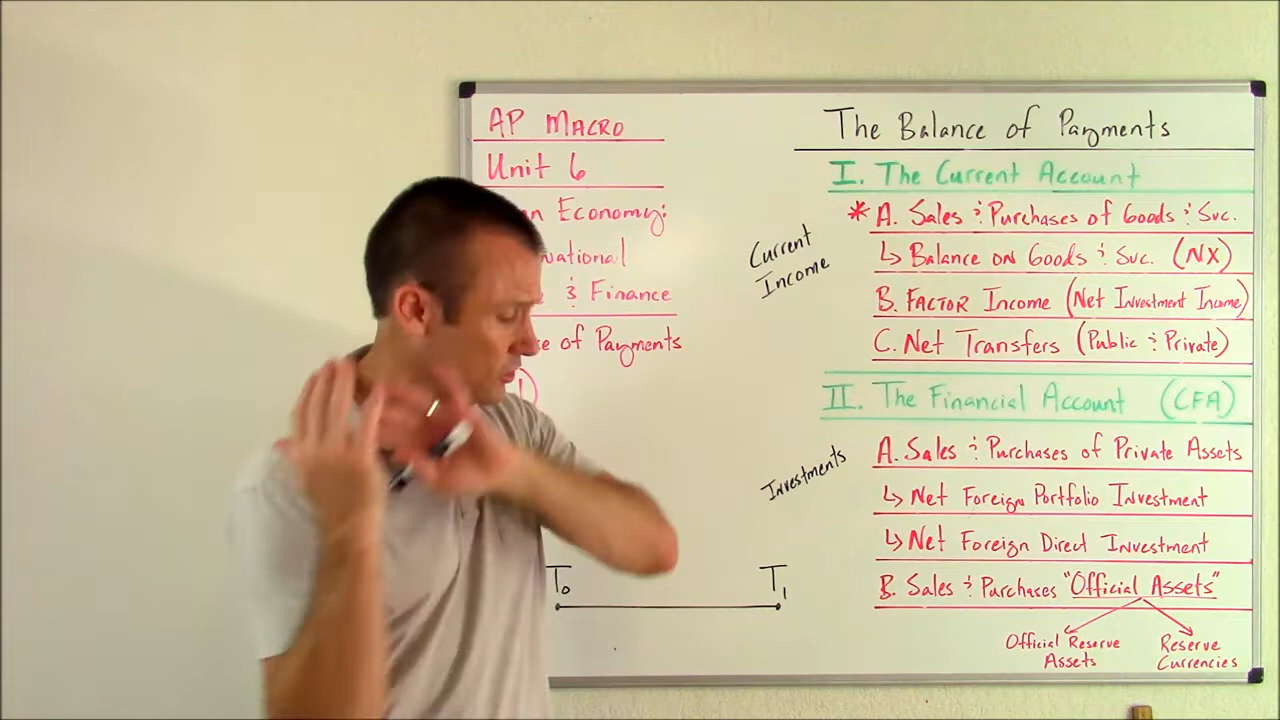 AP MACRO
Unit 6
Economy:
& Finance
of Payments
The Balance of Payments
I. The Current Account
* A. Sales & Purchases of Goods & Svc.
↳ Balance on Goods & Svc. (NX)
B. FACTOR Income (Net Investment Income)
C. Net Transfers (Public & Private)
Current
Income
II. The Financial Account (CFA)
A. Sales & Purchases of Private Assets
↳ Net Foreign Portfolio Investment
↳ Net Foreign Direct Investment
B. Sales & Purchases "Official Assets"
Official Reserve
Assets
Reserve
Currencies
Investments
T0
T1